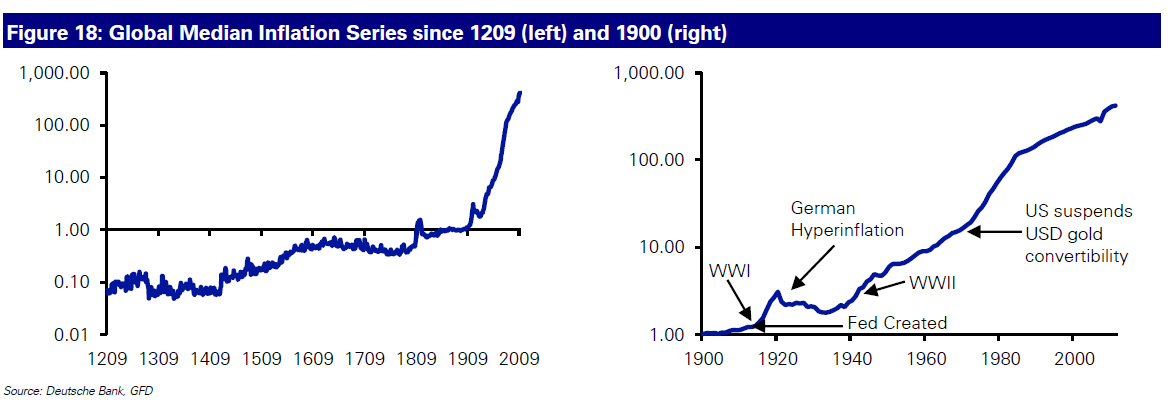 Figure 18: Global Median Inflation Series since 1209 (left) and 1900 (right)
1,000.00
100.00
10.00
1.00
0.10
0.01
1209 1309 1409 1509 1609 1709 1809 1909 2009
1,000.00
100.00
10.00
1.00
German
Hyperinflation
US suspends
USD gold
convertibility
WWI
WWII
Fed Created
1900 1920 1940 1960 1980 2000
Source: Deutsche Bank, GFD